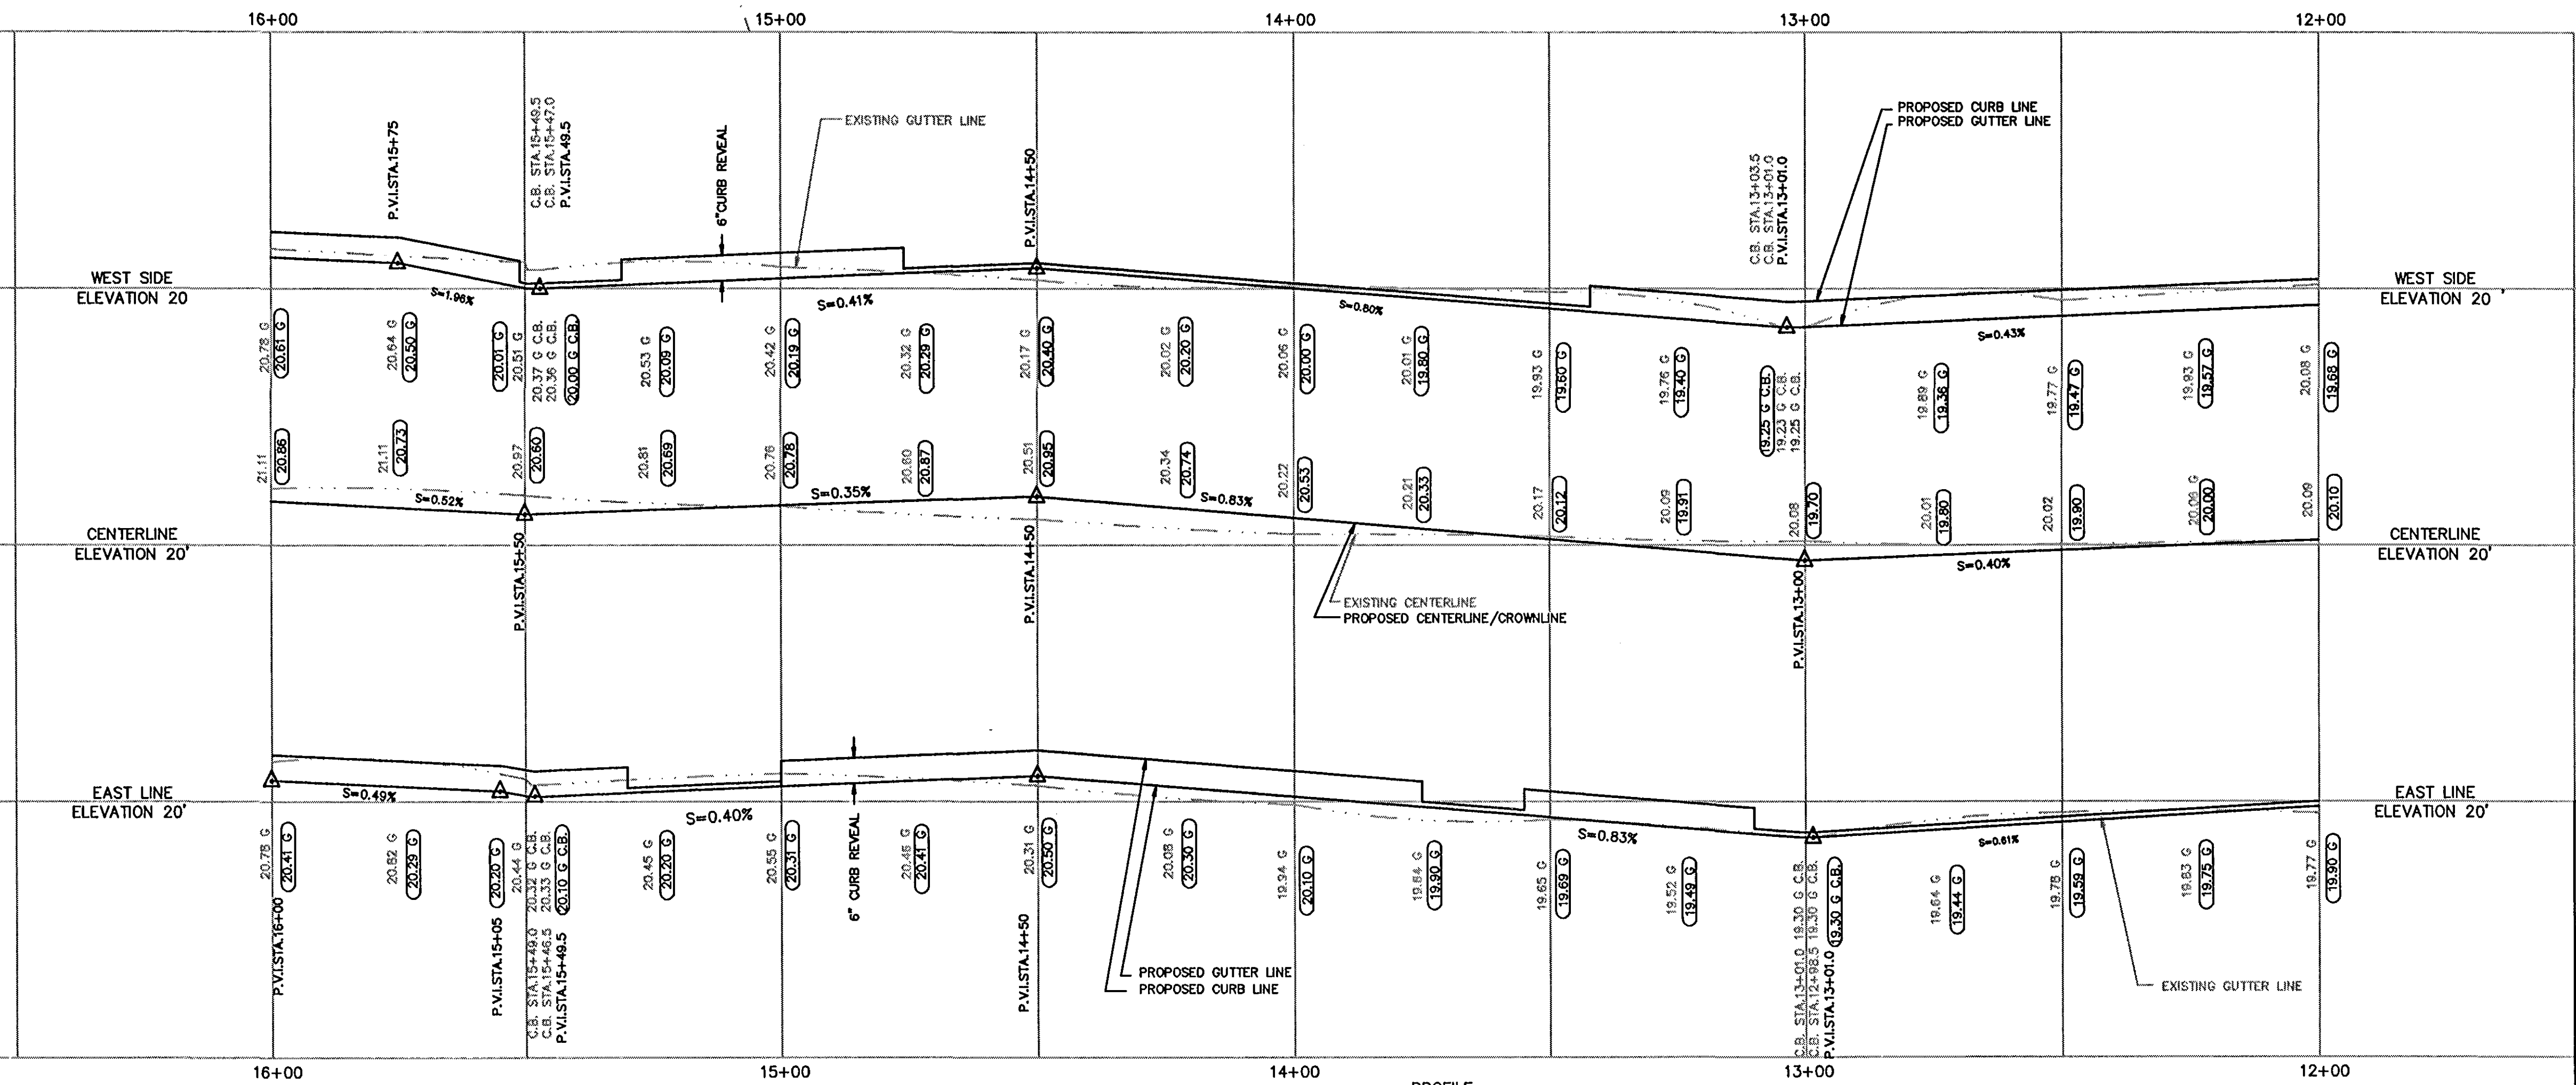 16+00
15+00
14+00
13+00
12+00
P.V.I.STA.15+75
C.B. STA.15+49.5
C.B. STA.15+47.0
P.V.I.STA.49.5
6"CURB REVEAL
EXISTING GUTTER LINE
P.V.I.STA.14+50
C.B. STA.13+03.5
C.B. STA.13+01.0
P.V.I.STA.13+01.0
PROPOSED CURB LINE
PROPOSED GUTTER LINE
WEST SIDE
ELEVATION 20
S=1.96%
S=0.41%
S=0.80%
S=0.43%
WEST SIDE
ELEVATION 20 '
20.78 G
20.61 G
20.64 G
20.50 G
20.01 G
20.51 G
20.37 G C.B.
20.36 G C.B.
20.00 G C.B.
20.53 G
20.09 G
20.42 G
20.19 G
20.32 G
20.29 G
20.17 G
20.40 G
20.02 G
20.20 G
20.06 G
20.00 G
20.01 G
19.80 G
19.93 G
19.60 G
19.76 G
19.40 G
19.25 G C.B.
19.23 G C.B.
19.25 G C.B.
19.89 G
19.36 G
19.77 G
19.47 G
19.93 G
19.57 G
20.08 G
19.68 G
21.11
20.86
21.11
20.73
20.97
20.60
20.81
20.69
20.76
20.78
20.60
20.87
20.51
20.95
20.34
20.74
20.22
20.53
20.21
20.33
20.17
20.12
20.09
19.91
20.08
19.70
20.01
19.80
20.02
19.90
20.06 G
20.00
20.09
20.10
CENTERLINE
ELEVATION 20'
S=0.52%
S=0.35%
S=0.83%
S=0.40%
CENTERLINE
ELEVATION 20'
P.V.I.STA.15+50
P.V.I.STA.14+50
EXISTING CENTERLINE
PROPOSED CENTERLINE/CROWNLINE
P.V.I.STA.13+00
EAST LINE
ELEVATION 20'
S=0.49%
S=0.40%
S=0.83%
S=0.61%
EAST LINE
ELEVATION 20'
20.78 G
20.41 G
20.62 G
20.29 G
20.20 G
20.44 G
20.32 G C.B.
20.33 G C.B.
20.10 G C.B.
20.45 G
20.20 G
20.55 G
20.31 G
6" CURB REVEAL
20.46 G
20.41 G
20.31 G
20.50 G
20.08 G
20.30 G
19.94 G
20.10 G
19.64 G
19.90 G
19.65 G
19.69 G
19.52 G
19.49 G
19.30 G C.B.
19.30 G C.B.
19.30 G C.B.
19.64 G
19.44 G
19.78 G
19.59 G
19.83 G
19.75 G
19.77 G
19.90 G
P.V.I.STA.16+00
P.V.I.STA.15+05
C.B. STA.15+49.0
C.B. STA.15+46.5
P.V.I.STA.15+49.5
P.V.I.STA.14+50
PROPOSED GUTTER LINE
PROPOSED CURB LINE
C.B. STA.13+01.0
C.B. STA.12+98.5
P.V.I.STA.13+01.0
EXISTING GUTTER LINE
16+00
15+00
14+00
13+00
12+00